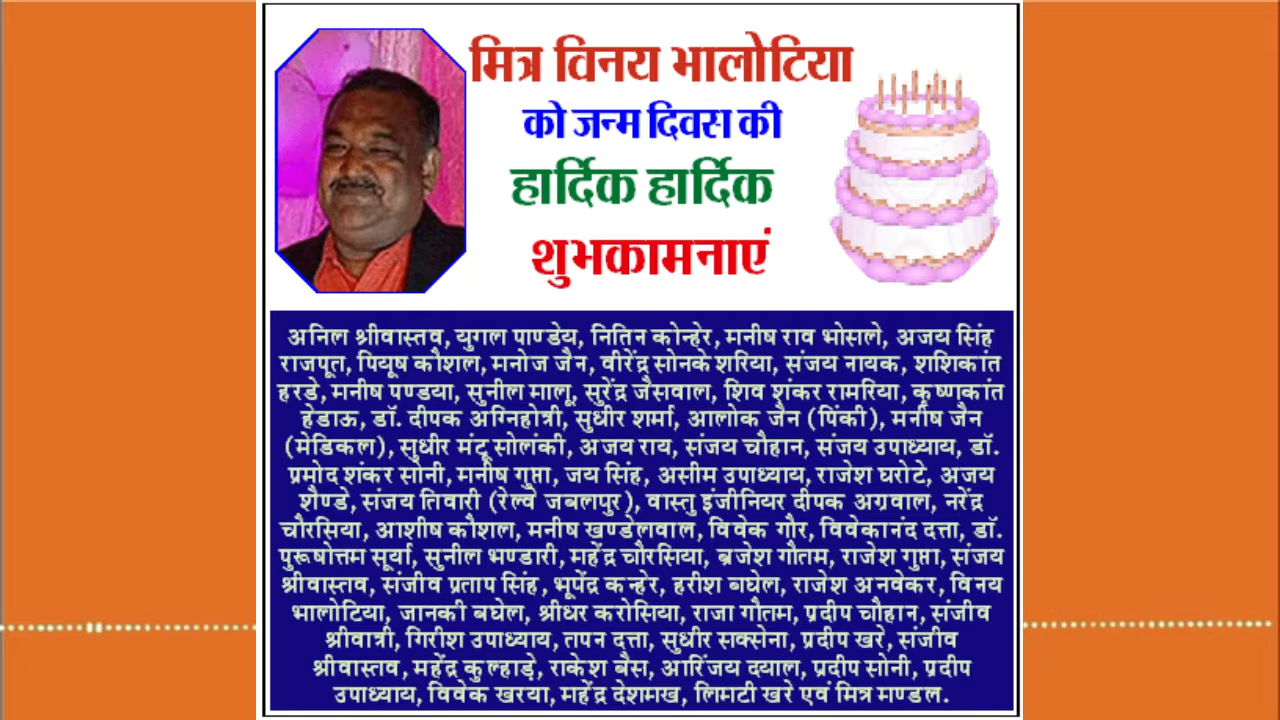 मित्र विनय भालोटिया
को जन्म दिवस की
हार्दिक हार्दिक
शुभकामनाएं
अनिल श्रीवास्तव, युगल पाण्डेय, नितिन कोन्हेर, मनीष राव भोसले, अजय सिंह
राजपूत, पियूष कौशल, मनोज जैन, वीरेंद्र सोनकेशरिया, संजय नायक, शशिकांत
हरडे, मनीष पण्डया, सुनील मालू, सुरेंद्र जैसवाल, शिव शंकर रामरिया, कृष्णकांत
हेडाऊ, डॉ. दीपक अग्निहोत्री, सुधीर शर्मा, आलोक जैन (पिंकी), मनीष जैन
(मेडिकल), सुधीर मंटू सोलंकी, अजय राय, संजय चौहान, संजय उपाध्याय, डॉ.
प्रमोद शंकर सोनी, मनीष गुप्ता, जय सिंह, असीम उपाध्याय, राजेश घरोटे, अजय
शैण्डे, संजय तिवारी (रेल्वे जबलपुर), वास्तु इंजीनियर दीपक अग्रवाल, नरेंद्र
चौरसिया, आशीष कौशल, मनीष खण्डेलवाल, विवेक गौर, विवेकानंद दत्ता, डॉ.
पुरूषोत्तम सूर्या, सुनील भण्डारी, महेंद्र चौरसिया, ब्रजेश गौतम, राजेश गुप्ता, संजय
श्रीवास्तव, संजीव प्रताप सिंह, भूपेंद्र कन्हेर, हरीश बघेल, राजेश अनवेकर, विनय
भालोटिया, जानकी बघेल, श्रीधर करोसिया, राजा गौतम, प्रदीप चौहान, संजीव
श्रीवात्री, गिरीश उपाध्याय, तपन दत्ता, सुधीर सक्सेना, प्रदीप खरे, संजीव
श्रीवास्तव, महेंद्र कुल्हाड़े, राकेश बैस, आरिंजय दयाल, प्रदीप सोनी, प्रदीप
उपाध्याय, विवेक खरया, महेंद्र देशमख, लिमटी खरे एवं मित्र मण्डल.